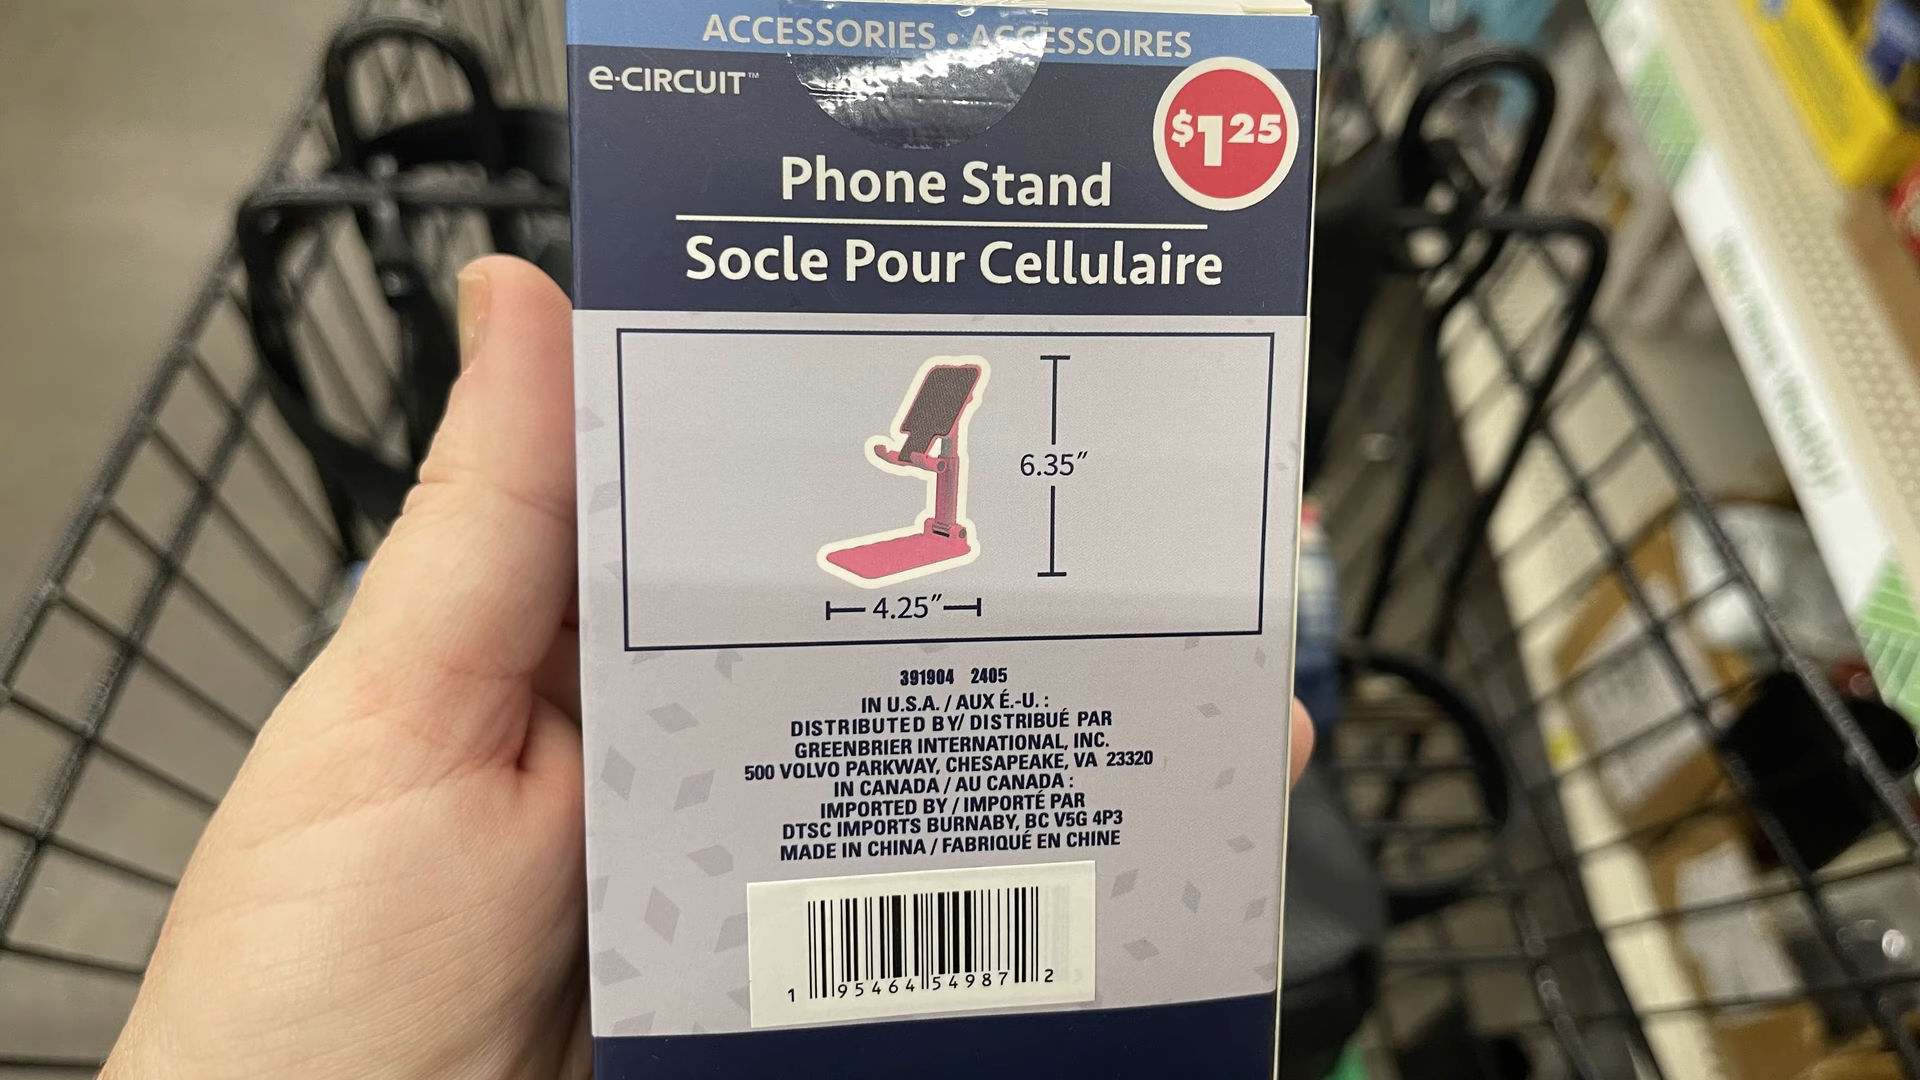 ACCESSORIES • ACCESSOIRES
e·CIRCUIT™
$1.25
Phone Stand
Socle Pour Cellulaire
6.35”
4.25”
391904 2405
IN U.S.A. / AUX É.-U. :
DISTRIBUTED BY/ DISTRIBUÉ PAR
GREENBRIER INTERNATIONAL, INC.
500 VOLVO PARKWAY, CHESAPEAKE, VA 23320
IN CANADA / AU CANADA :
IMPORTED BY / IMPORTÉ PAR
DTSC IMPORTS BURNABY, BC V5G 4P3
MADE IN CHINA / FABRIQUÉ EN CHINE
1 95464 54987 2